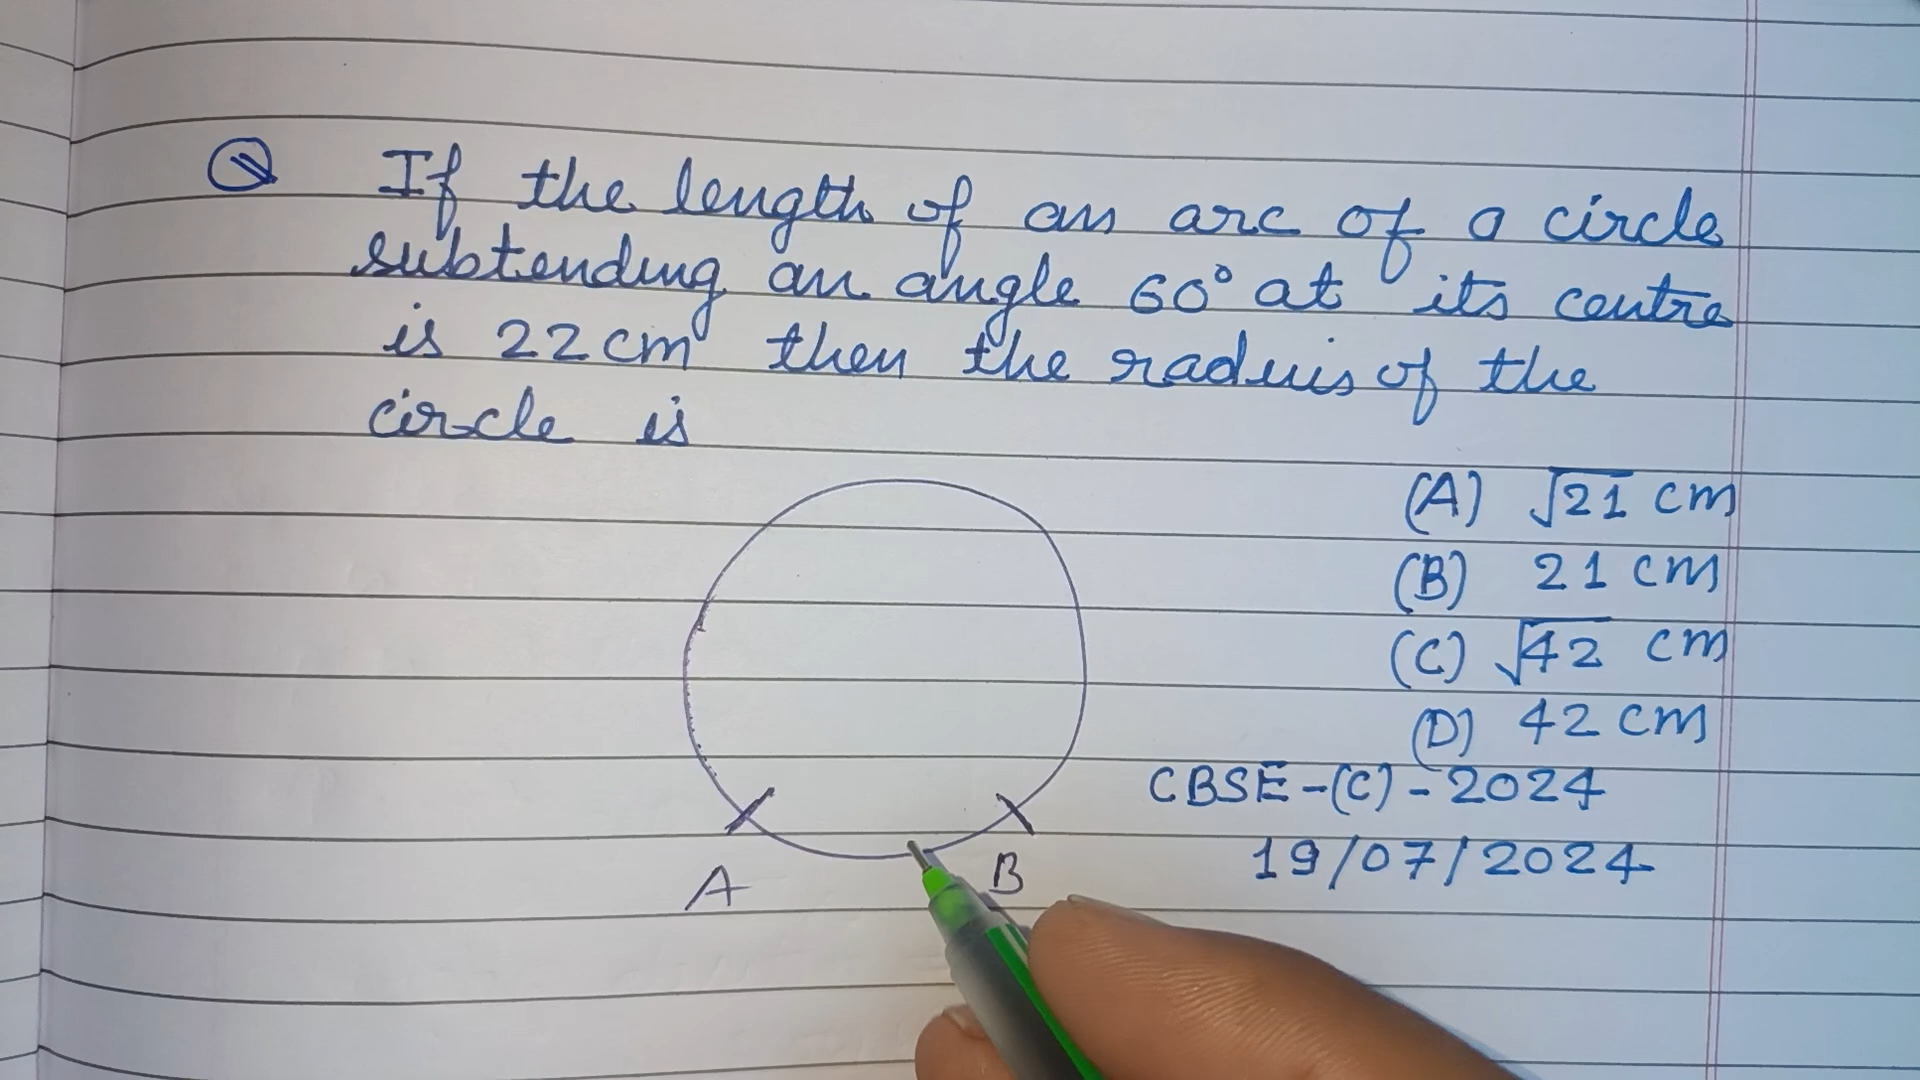 Q If the length of an arc of a circle
subtending an angle 60° at its centre
is 22 cm then the radius of the
circle is
(A) √21 cm
(B) 21 cm
(C) √42 cm
(D) 42 cm
CBSE-(C)-2024
19/07/2024
A
B